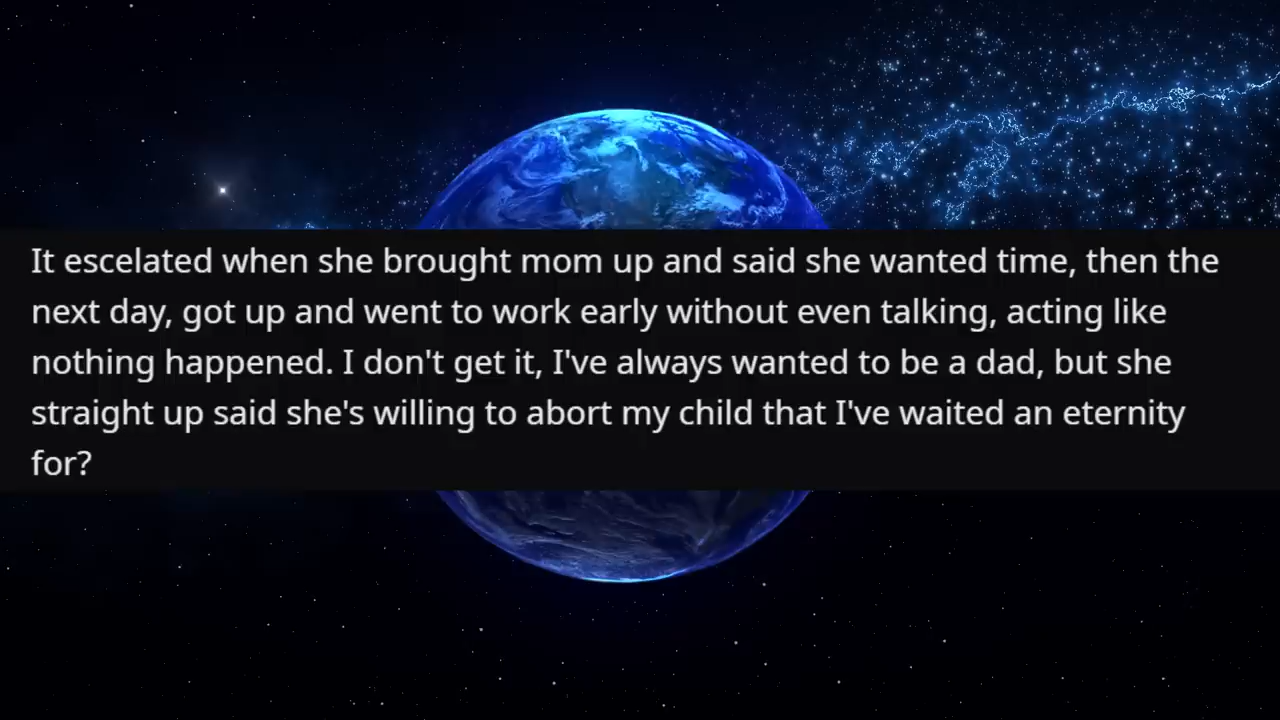 It escelated when she brought mom up and said she wanted time, then the
next day, got up and went to work early without even talking, acting like
nothing happened. I don't get it, I've always wanted to be a dad, but she
straight up said she's willing to abort my child that I've waited an eternity
for?